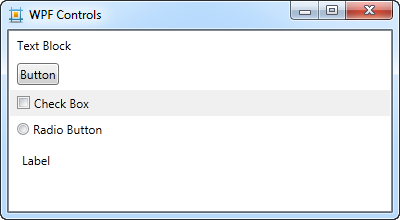 WPF Controls
Text Block
Button
Check Box
Radio Button
Label